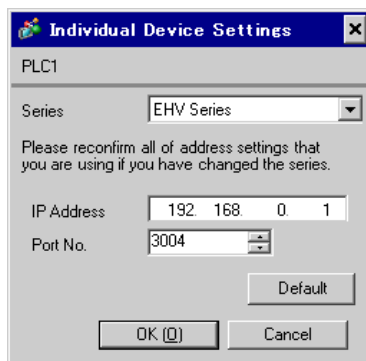 Individual Device Settings
PLC1
Series EHV Series
Please reconfirm all of address settings that
you are using if you have changed the series.
IP Address 192. 168. 0. 1
Port No. 3004
Default
OK (O) Cancel